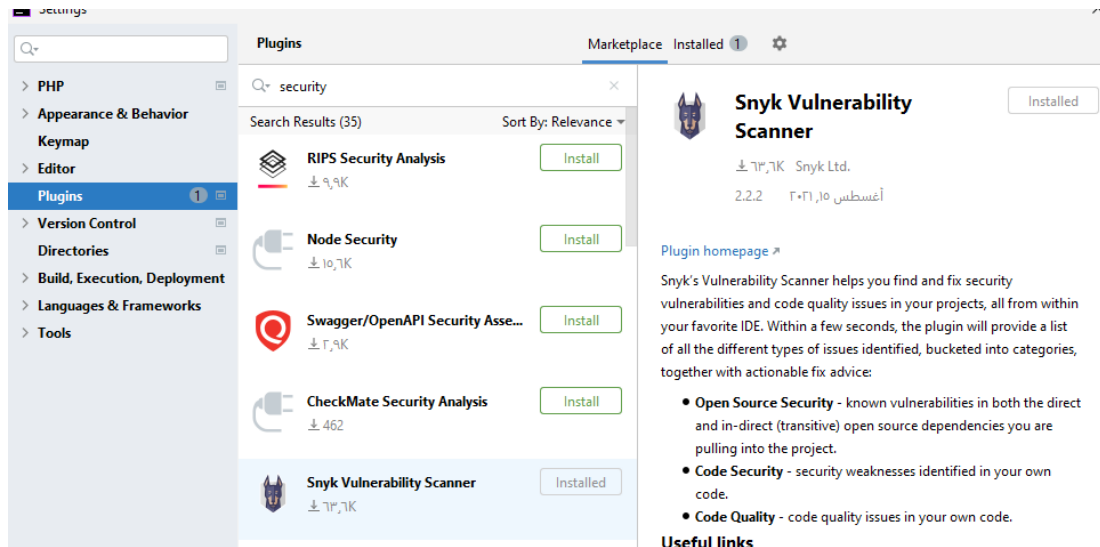 Settings
PHP
Appearance & Behavior
Keymap
Editor
Plugins 1
Version Control
Directories
Build, Execution, Deployment
Languages & Frameworks
Tools
Plugins
Marketplace Installed 1
security
Search Results (35) Sort By: Relevance
RIPS Security Analysis Install
٩,٩K
Node Security Install
١٥,٦K
Swagger/OpenAPI Security Asse... Install
٢,٩K
CheckMate Security Analysis Install
462
Snyk Vulnerability Scanner Installed
٦٣,٦K
Snyk Vulnerability Installed
Scanner
٦٣,٦K Snyk Ltd.
2.2.2 أغسطس ١٥, ٢٠٢١
Plugin homepage
Snyk's Vulnerability Scanner helps you find and fix security
vulnerabilities and code quality issues in your projects, all from within
your favorite IDE. Within a few seconds, the plugin will provide a list
of all the different types of issues identified, bucketed into categories,
together with actionable fix advice:
• Open Source Security - known vulnerabilities in both the direct
and in-direct (transitive) open source dependencies you are
pulling into the project.
• Code Security - security weaknesses identified in your own
code.
• Code Quality - code quality issues in your own code.
Useful links